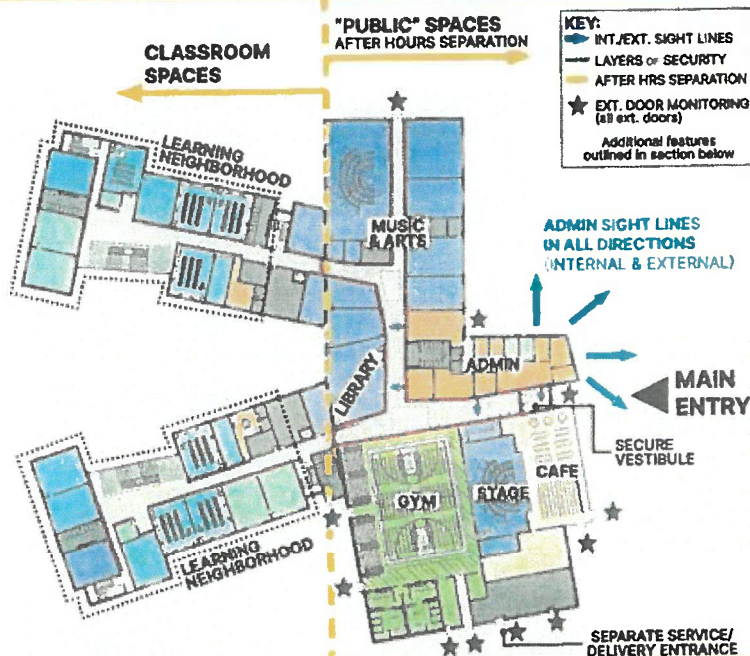 "PUBLIC" SPACES
AFTER HOURS SEPARATION
CLASSROOM
SPACES
KEY:
INT./EXT. SIGHT LINES
LAYERS OF SECURITY
AFTER HRS SEPARATION
EXT. DOOR MONITORING
(all ext. doors)
Additional features
outlined in section below
LEARNING
NEIGHBORHOOD
MUSIC
& ARTS
ADMIN SIGHT LINES
IN ALL DIRECTIONS
(INTERNAL & EXTERNAL)
LIBRARY
ADMIN
MAIN
ENTRY
SECURE
VESTIBULE
CAFE
STAGE
GYM
LEARNING
NEIGHBORHOOD
SEPARATE SERVICE/
DELIVERY ENTRANCE